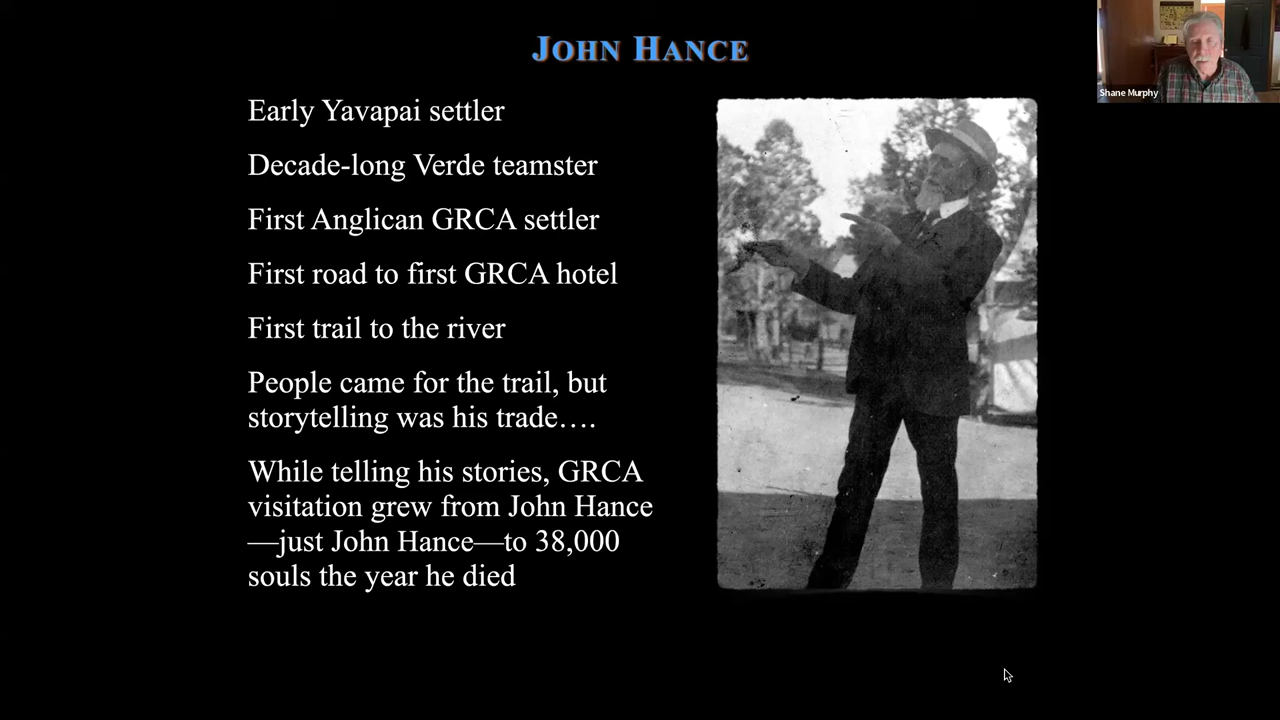 JOHN HANCE
Shane Murphy
Early Yavapai settler
Decade-long Verde teamster
First Anglican GRCA settler
First road to first GRCA hotel
First trail to the river
People came for the trail, but
storytelling was his trade….
While telling his stories, GRCA
visitation grew from John Hance
—just John Hance—to 38,000
souls the year he died